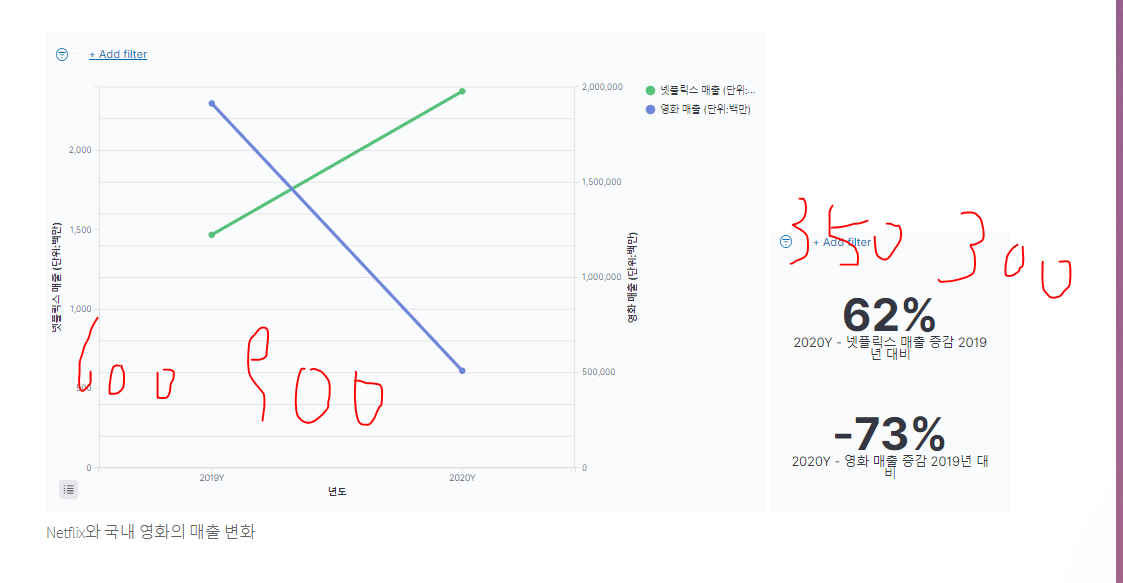 + Add filter
2,000,000
넷플릭스 매출 (단위:...
영화 매출 (단위:백만)
2,000
1,500,000
1,500
350
300
+ Add filter
넷플릭스 매출 (단위:백만)
영화 매출 (단위:백만)
1,000,000
1,000
62%
2020Y - 넷플릭스 매출 증감 2019
년 대비
600
900
500
500,000
-73%
2020Y - 영화 매출 증감 2019년 대
비
0
0
2019Y
2020Y
년도
Netflix와 국내 영화의 매출 변화